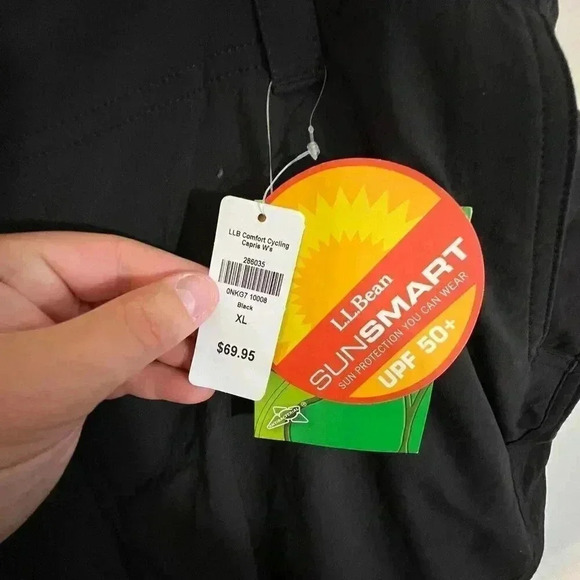 LLB Comfort Cycling
Capris W's
286035
0NKG7 10008
Black
XL
$69.95
L.L.Bean
SUNSMART
SUN PROTECTION YOU CAN WEAR
UPF 50+